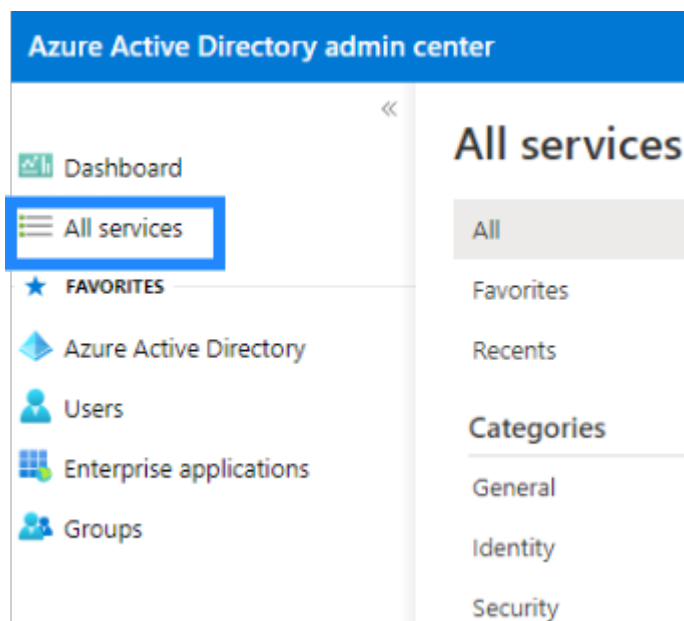 Azure Active Directory admin center
«
Dashboard
All services
FAVORITES
Azure Active Directory
Users
Enterprise applications
Groups
All services
All
Favorites
Recents
Categories
General
Identity
Security